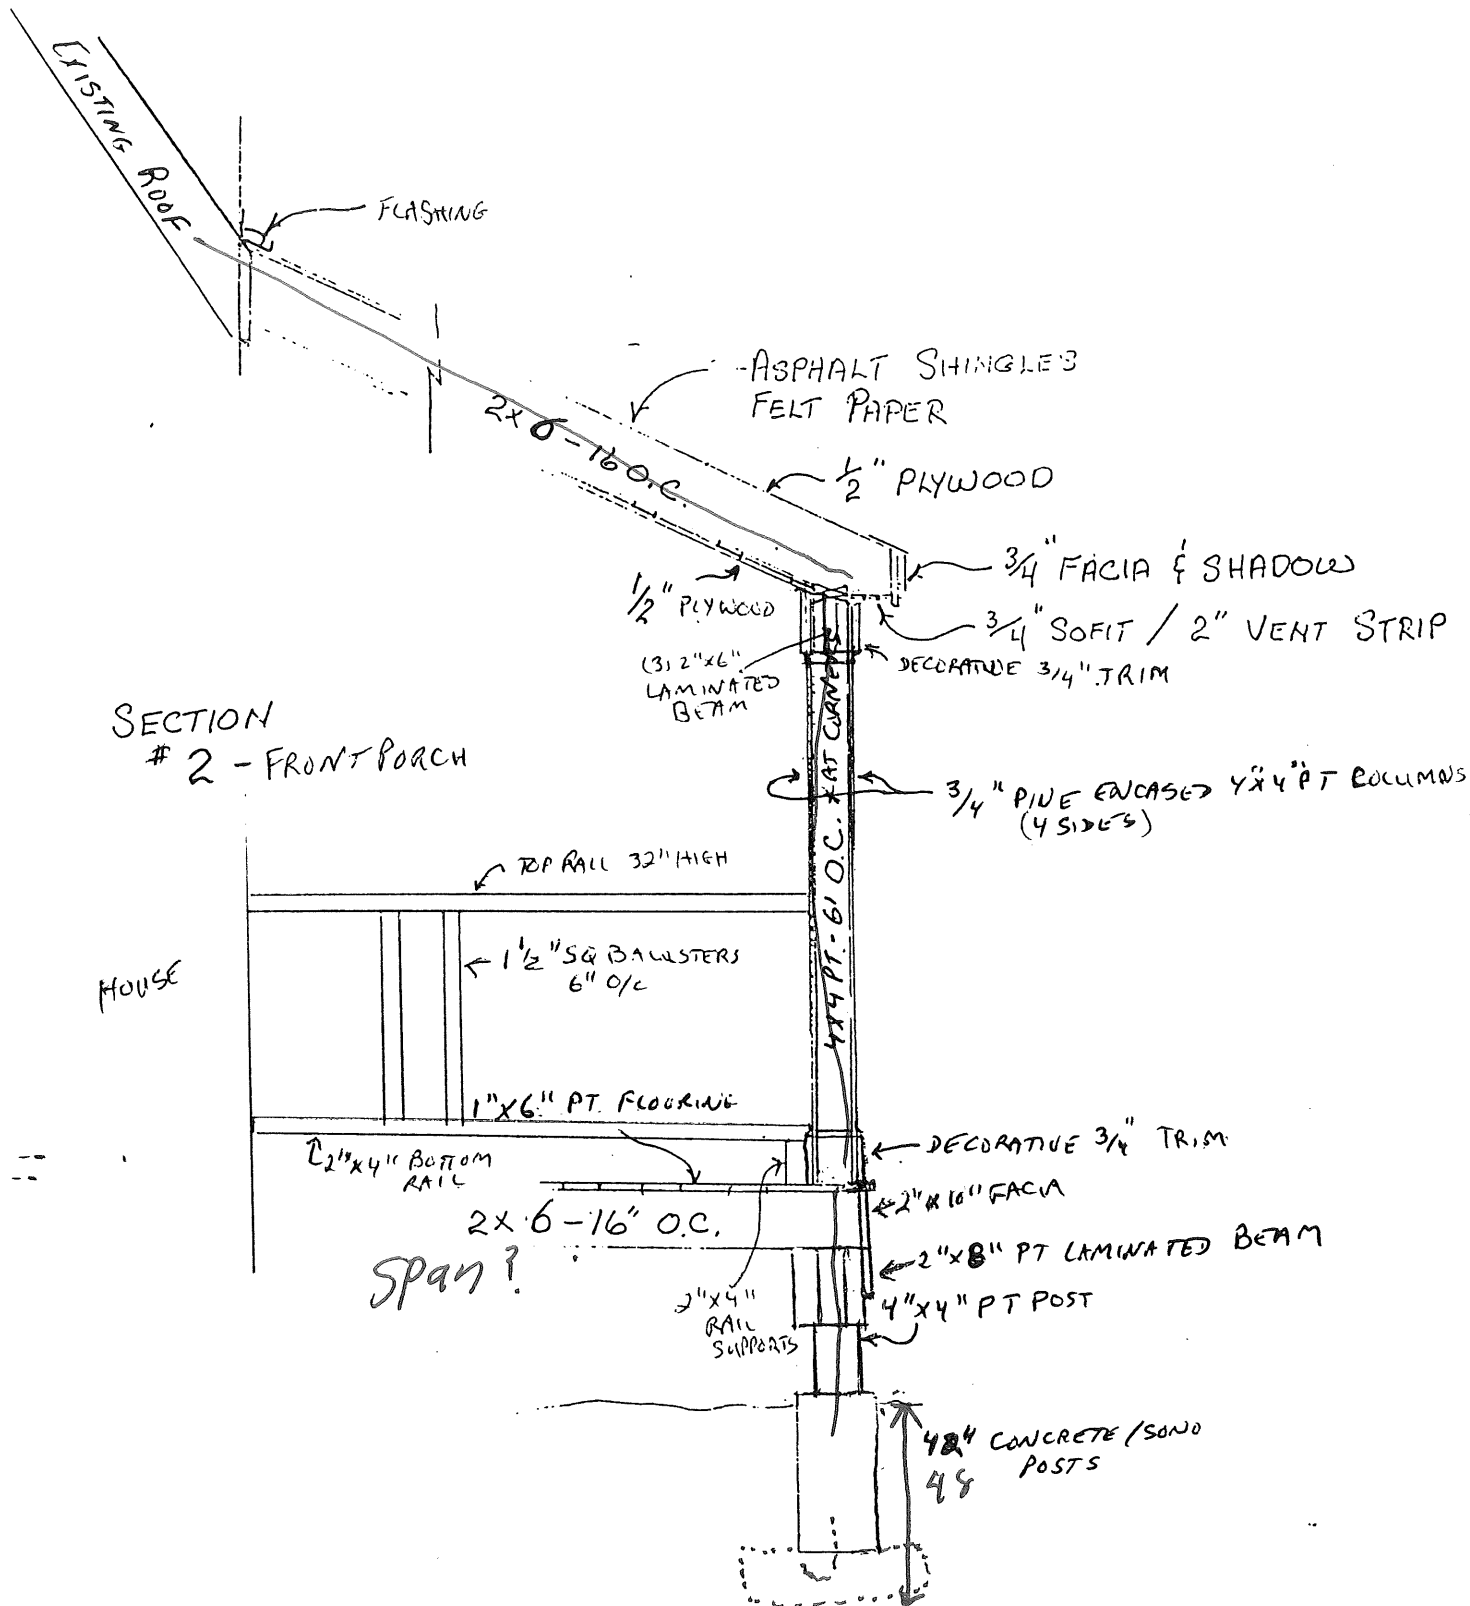 EXISTING ROOF
FLASHING
ASPHALT SHINGLES
FELT PAPER
2x6-16 O.C.
1/2" PLYWOOD
3/4" FACIA & SHADOW
1/2" PLYWOOD
3/4" SOFIT / 2" VENT STRIP
(3) 2"x6"
LAMINATED
BEAM
DECORATIVE 3/4" TRIM
SECTION
# 2 - FRONT PORCH
4x4 PT - 6' O.C. * AT CORNERS
3/4" PINE ENCASED 4"x4" PT COLUMNS
(4 SIDES)
TOP RALL 32" HIGH
HOUSE
1 1/2" SQ BALUSTERS
6" O/C
1"x6" PT. FLOORING
2"x4" BOTTOM
RAIL
DECORATIVE 3/4" TRIM
2"x10" FACIA
2x6-16" O.C.
Span?
2"x8" PT LAMINATED BEAM
2"x4"
RAIL
SUPPORTS
4"x4" PT POST
CONCRETE/SONO
POSTS
48